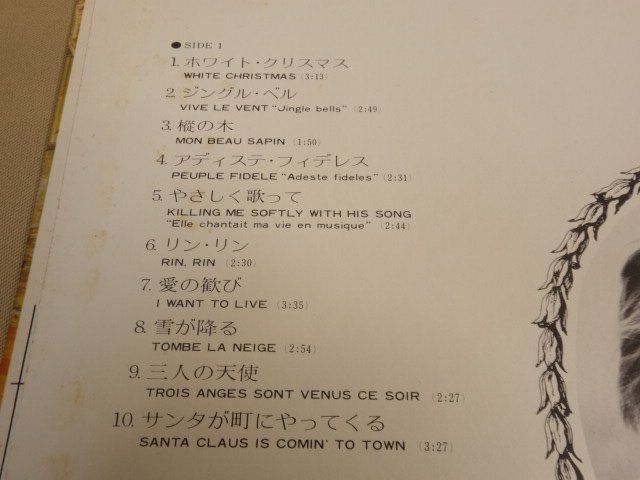 ● SIDE 1
1. ホワイト・クリスマス
WHITE CHRISTMAS (3:13)
2. ジングル・ベル
VIVE LE VENT "Jingle bells" (2:49)
3. 樅の木
MON BEAU SAPIN (1:50)
4. アディステ・フィデレス
PEUPLE FIDELE "Adeste fideles" (2:31)
5. やさしく歌って
KILLING ME SOFTLY WITH HIS SONG
"Elle chantait ma vie en musique" (2:44)
6. リン・リン
RIN, RIN (2:30)
7. 愛の歓び
I WANT TO LIVE (3:35)
8. 雪が降る
TOMBE LA NEIGE (2:54)
9. 三人の天使
TROIS ANGES SONT VENUS CE SOIR (2:27)
10. サンタが町にやってくる
SANTA CLAUS IS COMIN' TO TOWN (3:27)